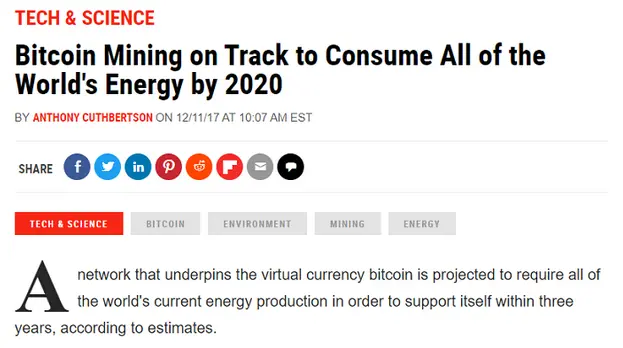 TECH & SCIENCE
Bitcoin Mining on Track to Consume All of the
World's Energy by 2020
BY ANTHONY CUTHBERTSON ON 12/11/17 AT 10:07 AM EST
SHARE
TECH & SCIENCE BITCOIN ENVIRONMENT MINING ENERGY
A network that underpins the virtual currency bitcoin is projected to require all of
the world's current energy production in order to support itself within three
years, according to estimates.